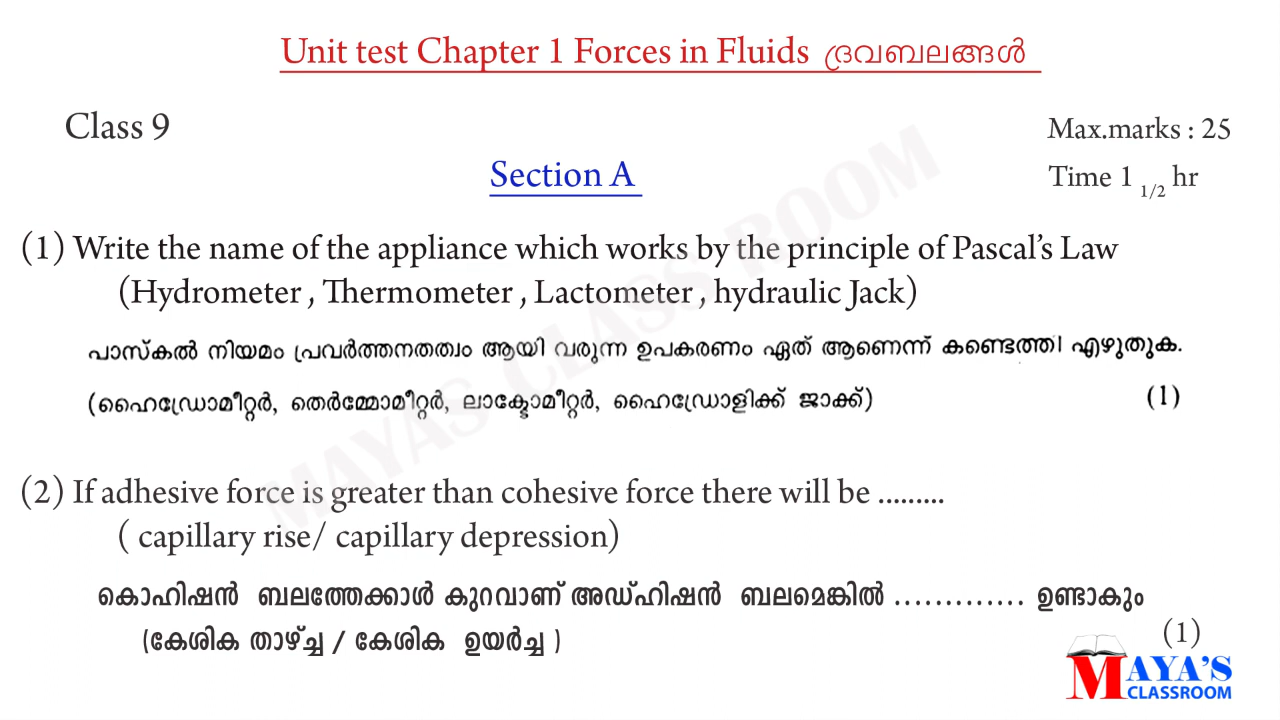 Unit test Chapter 1 Forces in Fluids ദ്രവബലങ്ങൾ
Class 9
Max.marks : 25
Section A
Time 1 1/2 hr
(1) Write the name of the appliance which works by the principle of Pascal's Law
(Hydrometer , Thermometer , Lactometer , hydraulic Jack)
പാസ്കൽ നിയമം പ്രവർത്തനതത്വം ആയി വരുന്ന ഉപകരണം ഏത് ആണെന്ന് കണ്ടെത്തി എഴുതുക.
(ഹൈഡ്രോമീറ്റർ, തെർമ്മോമീറ്റർ, ലാക്ടോമീറ്റർ, ഹൈഡ്രോളിക്ക് ജാക്ക്) (1)
(2) If adhesive force is greater than cohesive force there will be .........
( capillary rise/ capillary depression)
കൊഹിഷൻ ബലത്തേക്കാൾ കുറവാണ് അഡ്ഹിഷൻ ബലമെങ്കിൽ ............. ഉണ്ടാകും
(കേശിക താഴ്ച്ച / കേശിക ഉയർച്ച ) (1)
MAYAS CLASS ROOM
MAYA'S
CLASSROOM